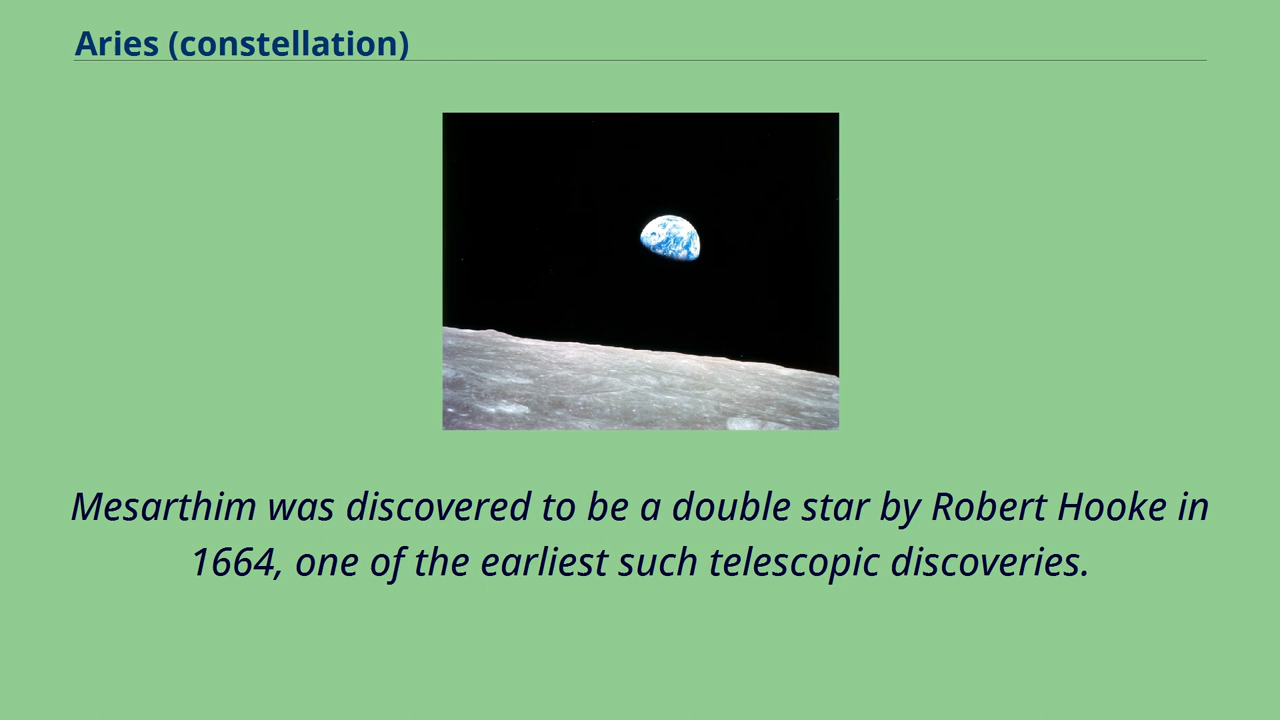 Aries (constellation)
Mesarthim was discovered to be a double star by Robert Hooke in
1664, one of the earliest such telescopic discoveries.